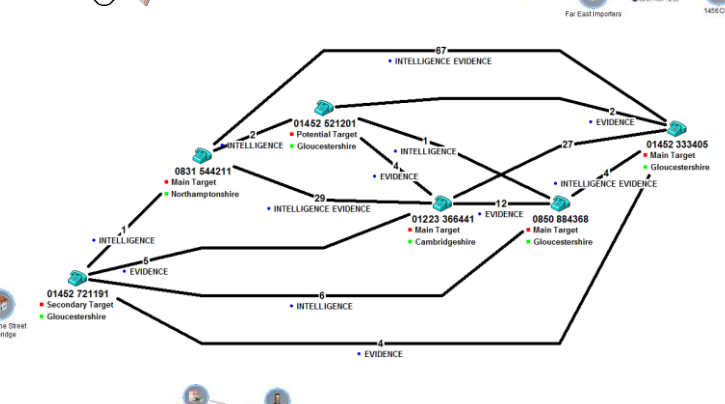 Far East Importers
67
INTELLIGENCE EVIDENCE
2
EVIDENCE
01452 521201
Potential Target
Gloucestershire
2
INTELLIGENCE
1
INTELLIGENCE
27
01452 333405
Main Target
Gloucestershire
0831 544211
Main Target
Northamptonshire
4
EVIDENCE
4
INTELLIGENCE EVIDENCE
29
INTELLIGENCE EVIDENCE
12
EVIDENCE
01223 366441
Main Target
Cambridgeshire
0850 884368
Main Target
Gloucestershire
1
INTELLIGENCE
5
EVIDENCE
01452 721191
Secondary Target
Gloucestershire
6
INTELLIGENCE
4
EVIDENCE
Street